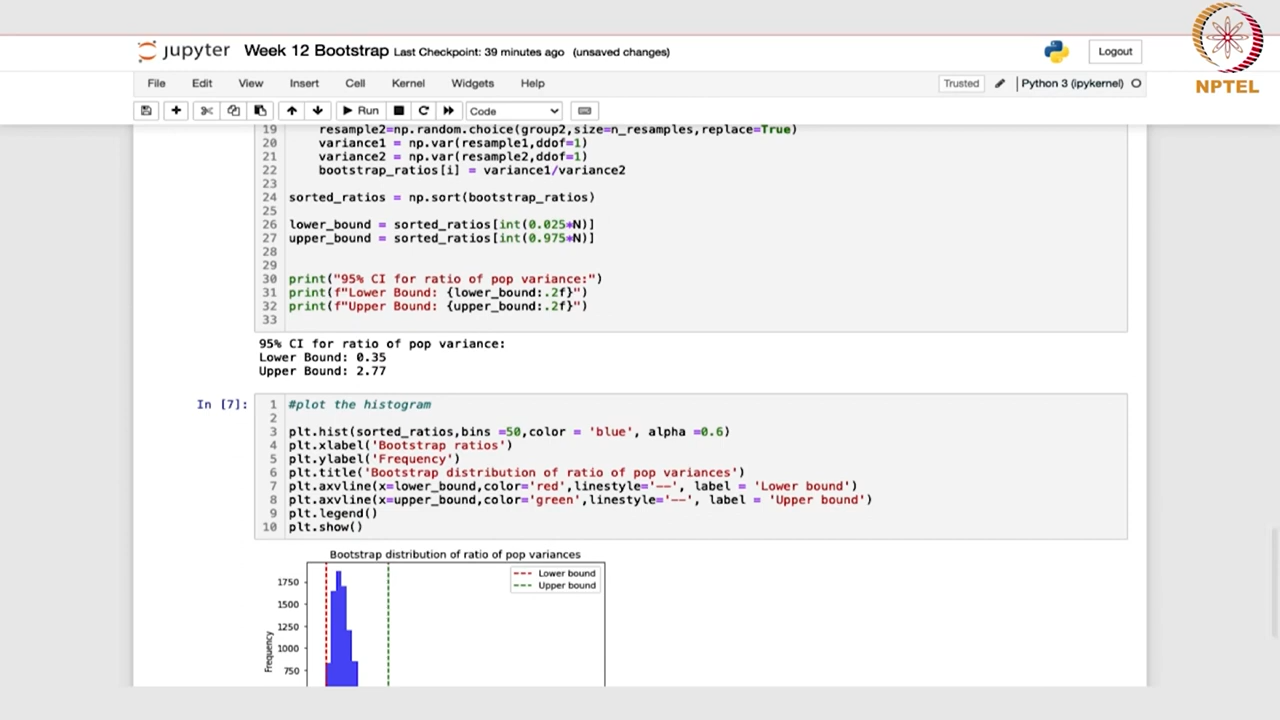 jupyter Week 12 Bootstrap Last Checkpoint: 39 minutes ago (unsaved changes)
Logout
NPTEL
File Edit View Insert Cell Kernel Widgets Help
Trusted Python 3 (ipykernel)
Run Code
19 resample2=np.random.choice(group2,size=n_resamples,replace=True)
20 variance1 = np.var(resample1,ddof=1)
21 variance2 = np.var(resample2,ddof=1)
22 bootstrap_ratios[i] = variance1/variance2
23
24 sorted_ratios = np.sort(bootstrap_ratios)
25
26 lower_bound = sorted_ratios[int(0.025*N)]
27 upper_bound = sorted_ratios[int(0.975*N)]
28
29
30 print("95% CI for ratio of pop variance:")
31 print(f"Lower Bound: {lower_bound:.2f}")
32 print(f"Upper Bound: {upper_bound:.2f}")
33
95% CI for ratio of pop variance:
Lower Bound: 0.35
Upper Bound: 2.77
In [7]:
1 #plot the histogram
2
3 plt.hist(sorted_ratios,bins =50,color = 'blue', alpha =0.6)
4 plt.xlabel('Bootstrap ratios')
5 plt.ylabel('Frequency')
6 plt.title('Bootstrap distribution of ratio of pop variances')
7 plt.axvline(x=lower_bound,color='red',linestyle='--', label = 'Lower bound')
8 plt.axvline(x=upper_bound,color='green',linestyle='--', label = 'Upper bound')
9 plt.legend()
10 plt.show()
Bootstrap distribution of ratio of pop variances
Lower bound
Upper bound
1750
1500
1250
1000
750
Frequency